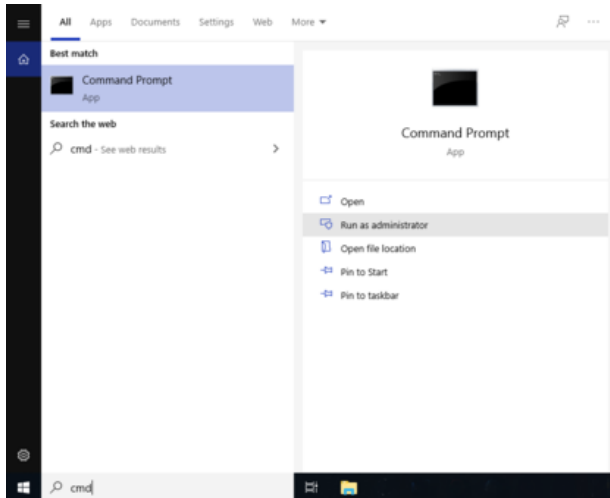 All Apps Documents Settings Web More
Best match
Command Prompt
App
Search the web
cmd - See web results
Command Prompt
App
Open
Run as administrator
Open file location
Pin to Start
Pin to taskbar
cmd